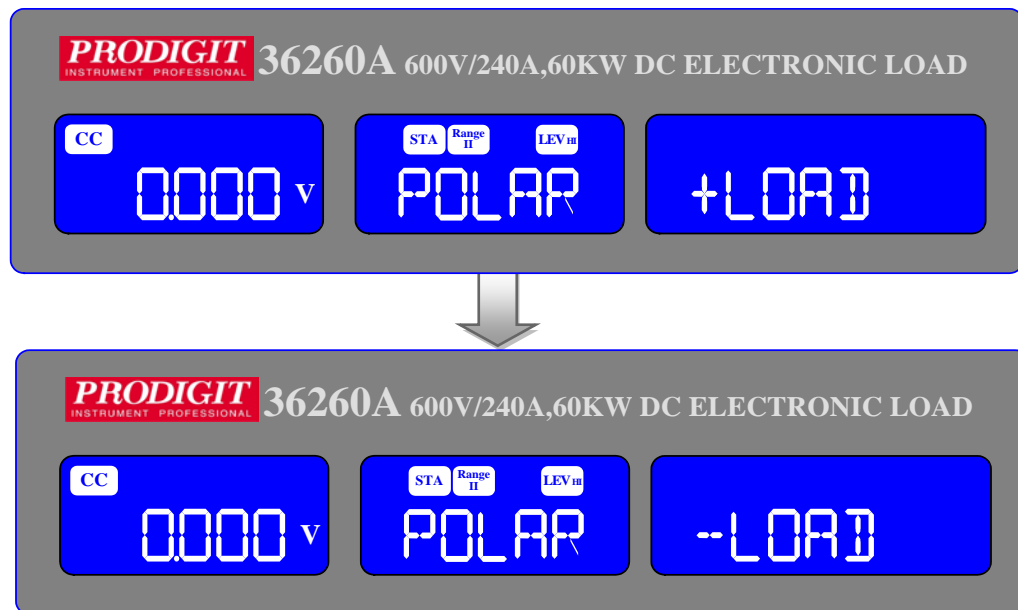 PRODIGIT
INSTRUMENT PROFESSIONAL
36260A 600V/240A,60KW DC ELECTRONIC LOAD
CC
0.000 V
STA Range II LEV HI
POLAR
+LOAD
PRODIGIT
INSTRUMENT PROFESSIONAL
36260A 600V/240A,60KW DC ELECTRONIC LOAD
CC
0.000 V
STA Range II LEV HI
POLAR
-LOAD